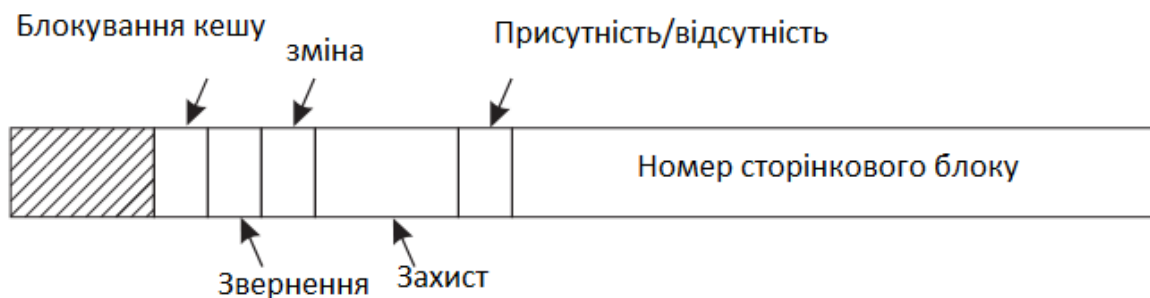 Блокування кешу
зміна
Присутність/відсутність
Номер сторінкового блоку
Звернення
Захист